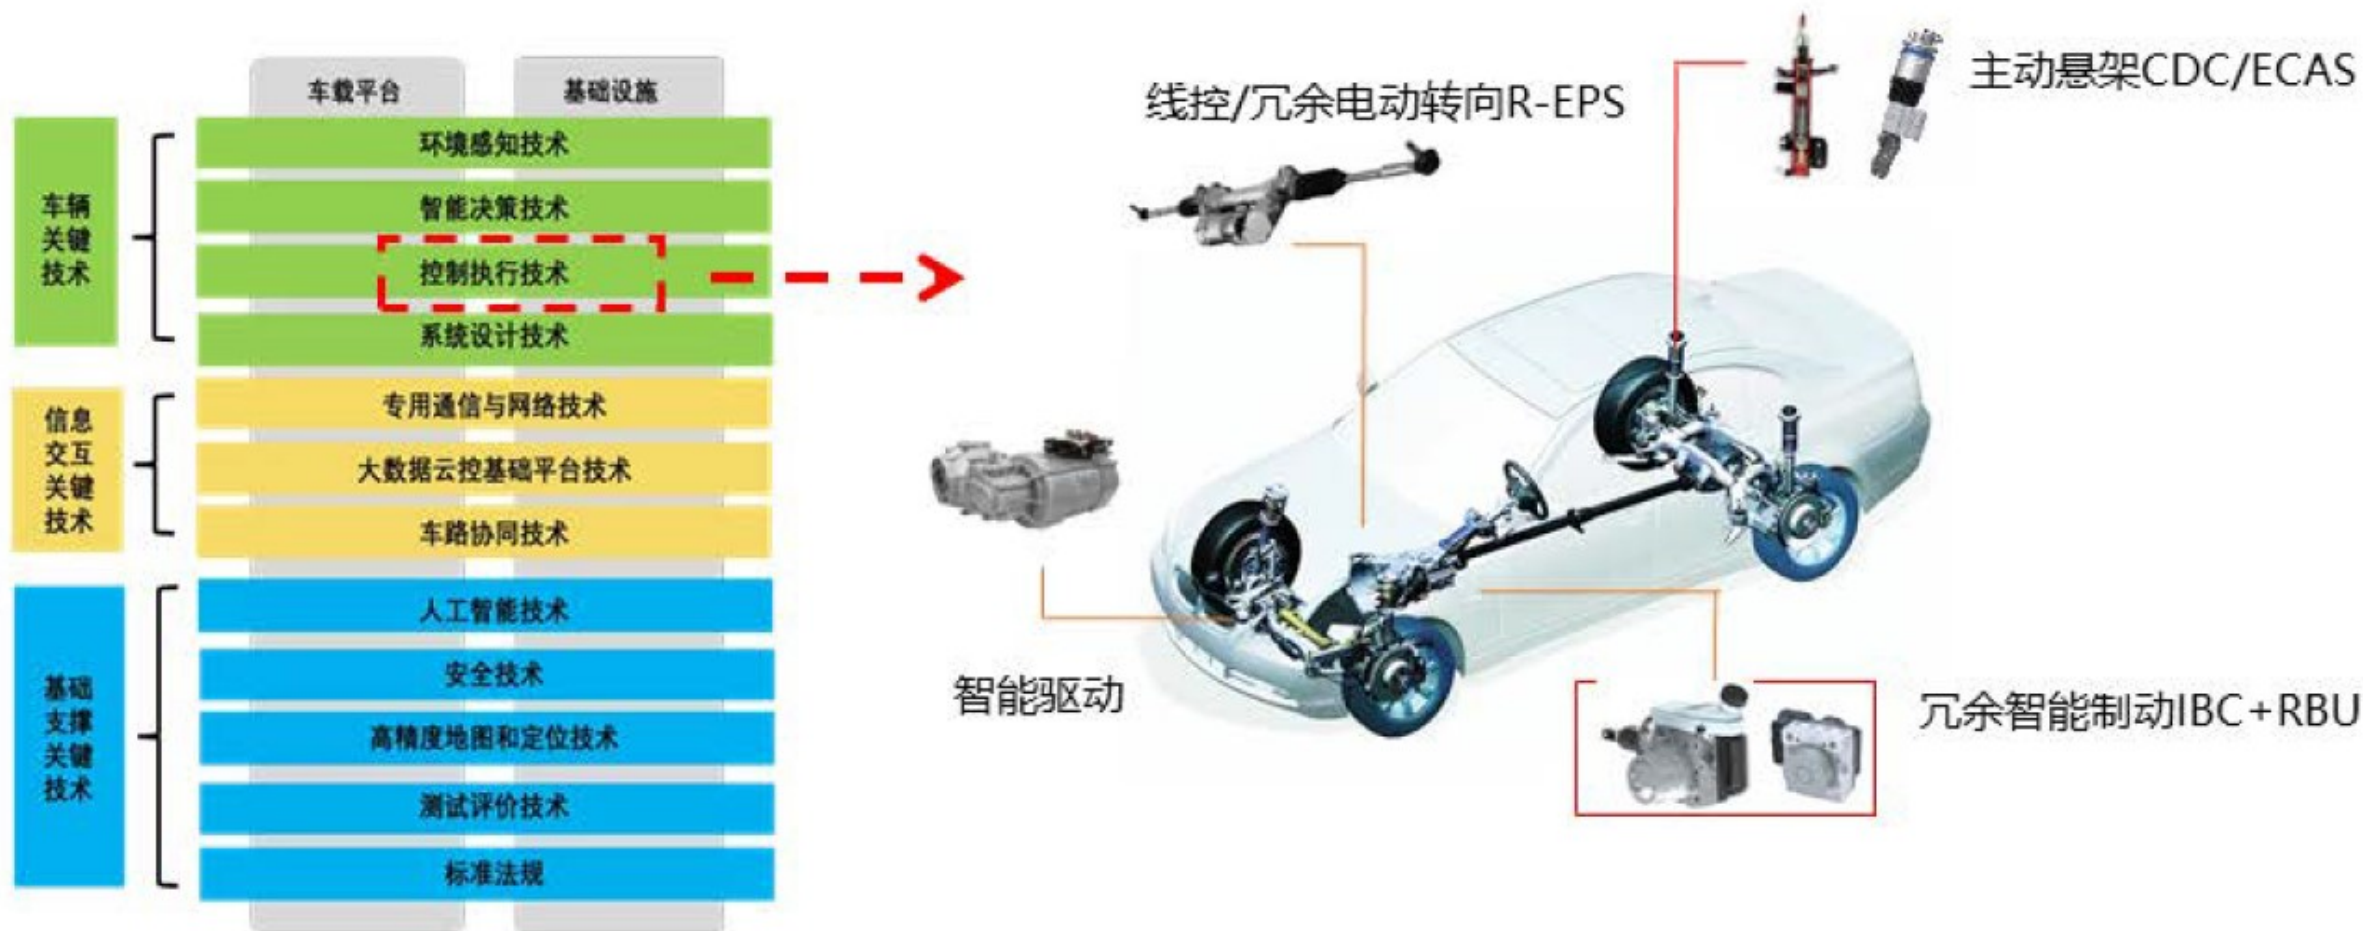 车载平台
基础设施
车辆
关键
技术
环境感知技术
智能决策技术
控制执行技术
系统设计技术
信息
交互
关键
技术
专用通信与网络技术
大数据云控基础平台技术
车路协同技术
基础
支撑
关键
技术
人工智能技术
安全技术
高精度地图和定位技术
测试评价技术
标准法规
线控/冗余电动转向R-EPS
主动悬架CDC/ECAS
智能驱动
冗余智能制动IBC+RBU